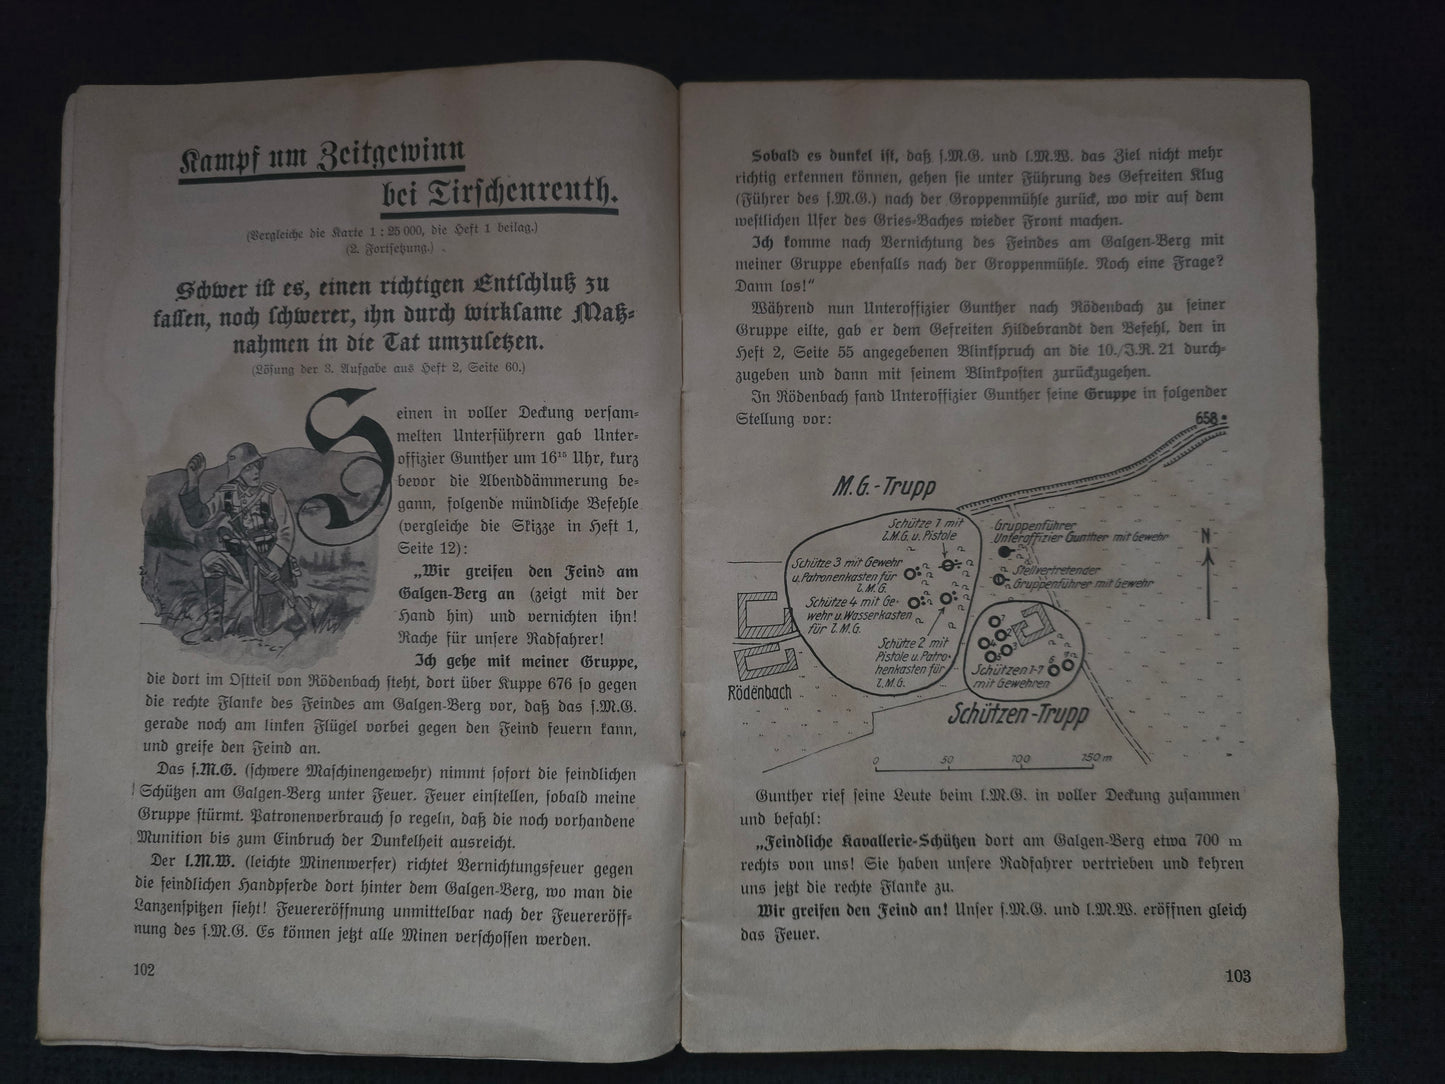 Kampf um Zeitgewinn
bei Tirschenreuth.
(Vergleiche die Karte 1 : 25 000, die Heft 1 beilag.)
(2. Fortsetzung.)
Schwer ist es, einen richtigen Entschluß zu
fassen, noch schwerer, ihn durch wirksame Maß-
nahmen in die Tat umzusetzen.
(Lösung der 3. Aufgabe aus Heft 2, Seite 60.)
Seinen in voller Deckung versam-
melten Unterführern gab Unter-
offizier Gunther um 16¹⁵ Uhr, kurz
bevor die Abenddämmerung be-
gann, folgende mündliche Befehle
(vergleiche die Skizze in Heft 1,
Seite 12):
„Wir greifen den Feind am
Galgen-Berg an (zeigt mit der
Hand hin) und vernichten ihn!
Rache für unsere Radfahrer!
Ich gehe mit meiner Gruppe,
die dort im Ostteil von Rödenbach steht, dort über Kuppe 676 so gegen
die rechte Flanke des Feindes am Galgen-Berg vor, daß das s.M.G.
gerade noch am linken Flügel vorbei gegen den Feind feuern kann,
und greife den Feind an.
Das s.M.G. (schwere Maschinengewehr) nimmt sofort die feindlichen
Schützen am Galgen-Berg unter Feuer. Feuer einstellen, sobald meine
Gruppe stürmt. Patronenverbrauch so regeln, daß die noch vorhandene
Munition bis zum Einbruch der Dunkelheit ausreicht.
Der l.M.W. (leichte Minenwerfer) richtet Vernichtungsfeuer gegen
die feindlichen Handpferde dort hinter dem Galgen-Berg, wo man die
Lanzenspitzen sieht! Feuereröffnung unmittelbar nach der Feuereröff-
nung des s.M.G. Es können jetzt alle Minen verschossen werden.
102
Sobald es dunkel ist, daß s.M.G. und l.M.W. das Ziel nicht mehr
richtig erkennen können, gehen sie unter Führung des Gefreiten Klug
(Führer des s.M.G.) nach der Groppenmühle zurück, wo wir auf dem
westlichen Ufer des Gries-Baches wieder Front machen.
Ich komme nach Vernichtung des Feindes am Galgen-Berg mit
meiner Gruppe ebenfalls nach der Groppenmühle. Noch eine Frage?
Dann los!“
Während nun Unteroffizier Gunther nach Rödenbach zu seiner
Gruppe eilte, gab er dem Gefreiten Hildebrandt den Befehl, den in
Heft 2, Seite 55 angegebenen Blinkspruch an die 10./J.R. 21 durch-
zugeben und dann mit seinem Blinkposten zurückzugehen.
In Rödenbach fand Unteroffizier Gunther seine Gruppe in folgender
Stellung vor:
658
M.G.-Trupp
Schütze 1 mit
l.M.G. u. Pistole
Gruppenführer
Unteroffizier Gunther mit Gewehr
N
Schütze 3 mit Gewehr
u. Patronenkasten für
l.M.G.
Stellvertretender
Gruppenführer mit Gewehr
Schütze 4 mit Ge-
wehr u. Wasserkasten
für l.M.G.
Schütze 2 mit
Pistole u. Patro-
nenkasten für
l.M.G.
Schützen 1-7
mit Gewehren
Rödenbach
Schützen-Trupp
0 50 100 150 m
Gunther rief seine Leute beim l.M.G. in voller Deckung zusammen
und befahl:
„Feindliche Kavallerie-Schützen dort am Galgen-Berg etwa 700 m
rechts von uns! Sie haben unsere Radfahrer vertrieben und kehren
uns jetzt die rechte Flanke zu.
Wir greifen den Feind an! Unser s.M.G. und l.M.W. eröffnen gleich
das Feuer.
103